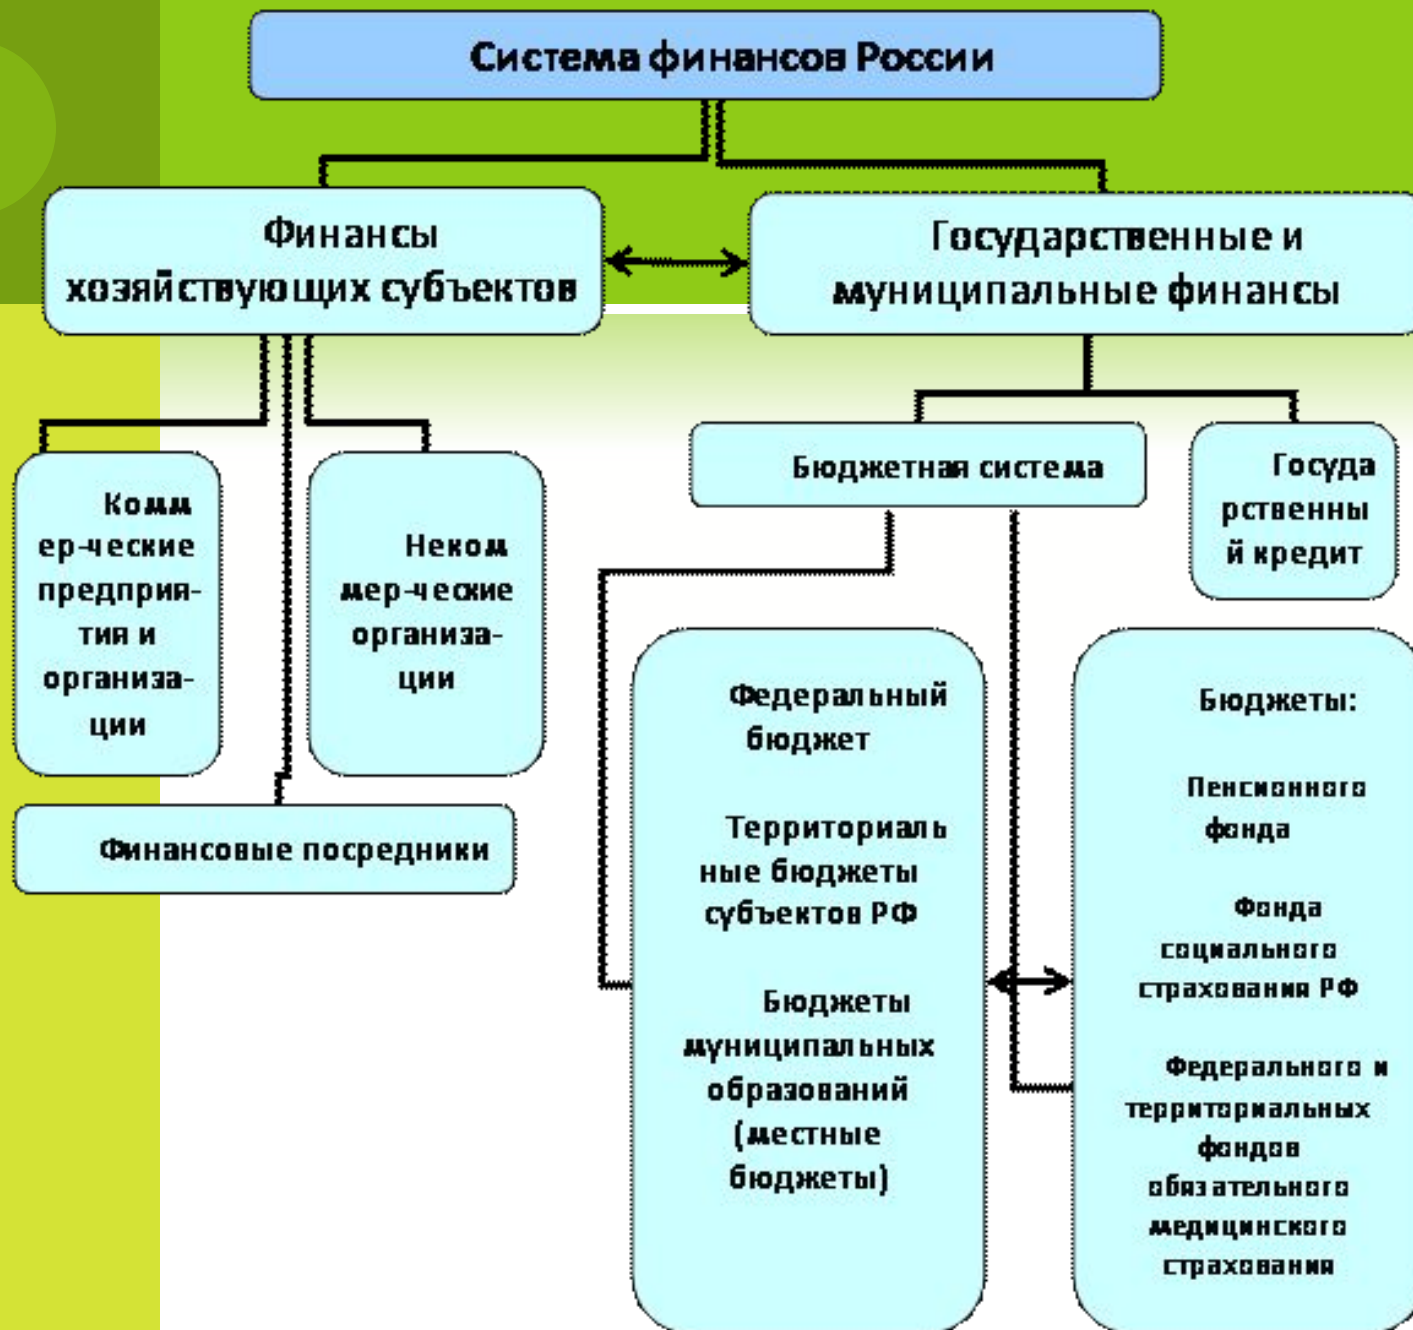 Система финансов России
Финансы
хозяйствующих субъектов
Государственные и
муниципальные финансы
Комм
ер-ческие
предприя-
тия и
организа-
ции
Неком
мер-ческие
организа-
ции
Финансовые посредники
Бюджетная система
Госуда
рственны
й кредит
Федеральный
бюджет
Территориаль
ные бюджеты
субъектов РФ
Бюджеты
муниципальных
образований
(местные
бюджеты)
Бюджеты:
Пенсионного
фонда
Фонда
социального
страхования РФ
Федерального и
территориальных
фондов
обязательного
медицинского
страхования